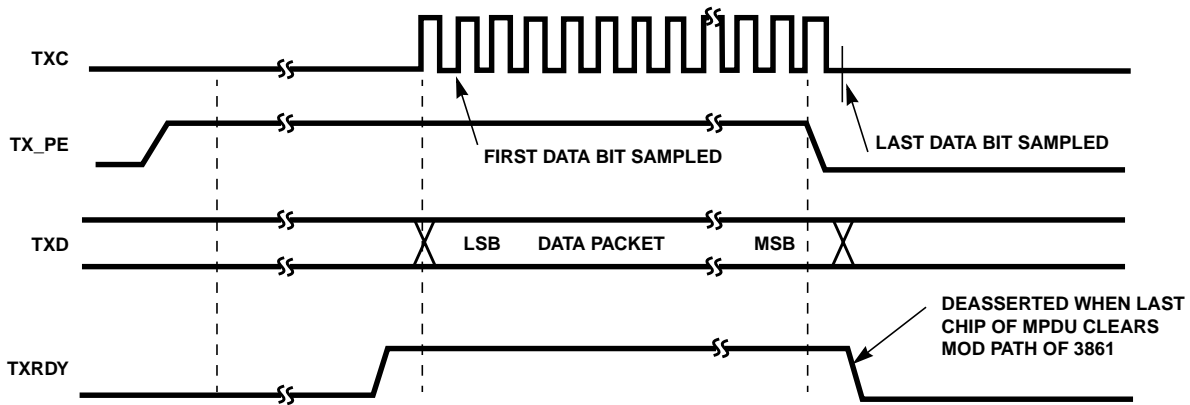 TXC
TX_PE
FIRST DATA BIT SAMPLED
LAST DATA BIT SAMPLED
TXD
LSB DATA PACKET MSB
TXRDY
DEASSERTED WHEN LAST
CHIP OF MPDU CLEARS
MOD PATH OF 3861